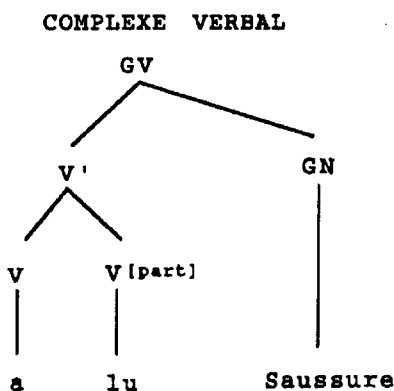 COMPLEXE VERBAL
GV
V' GN
V V[part]
a lu Saussure